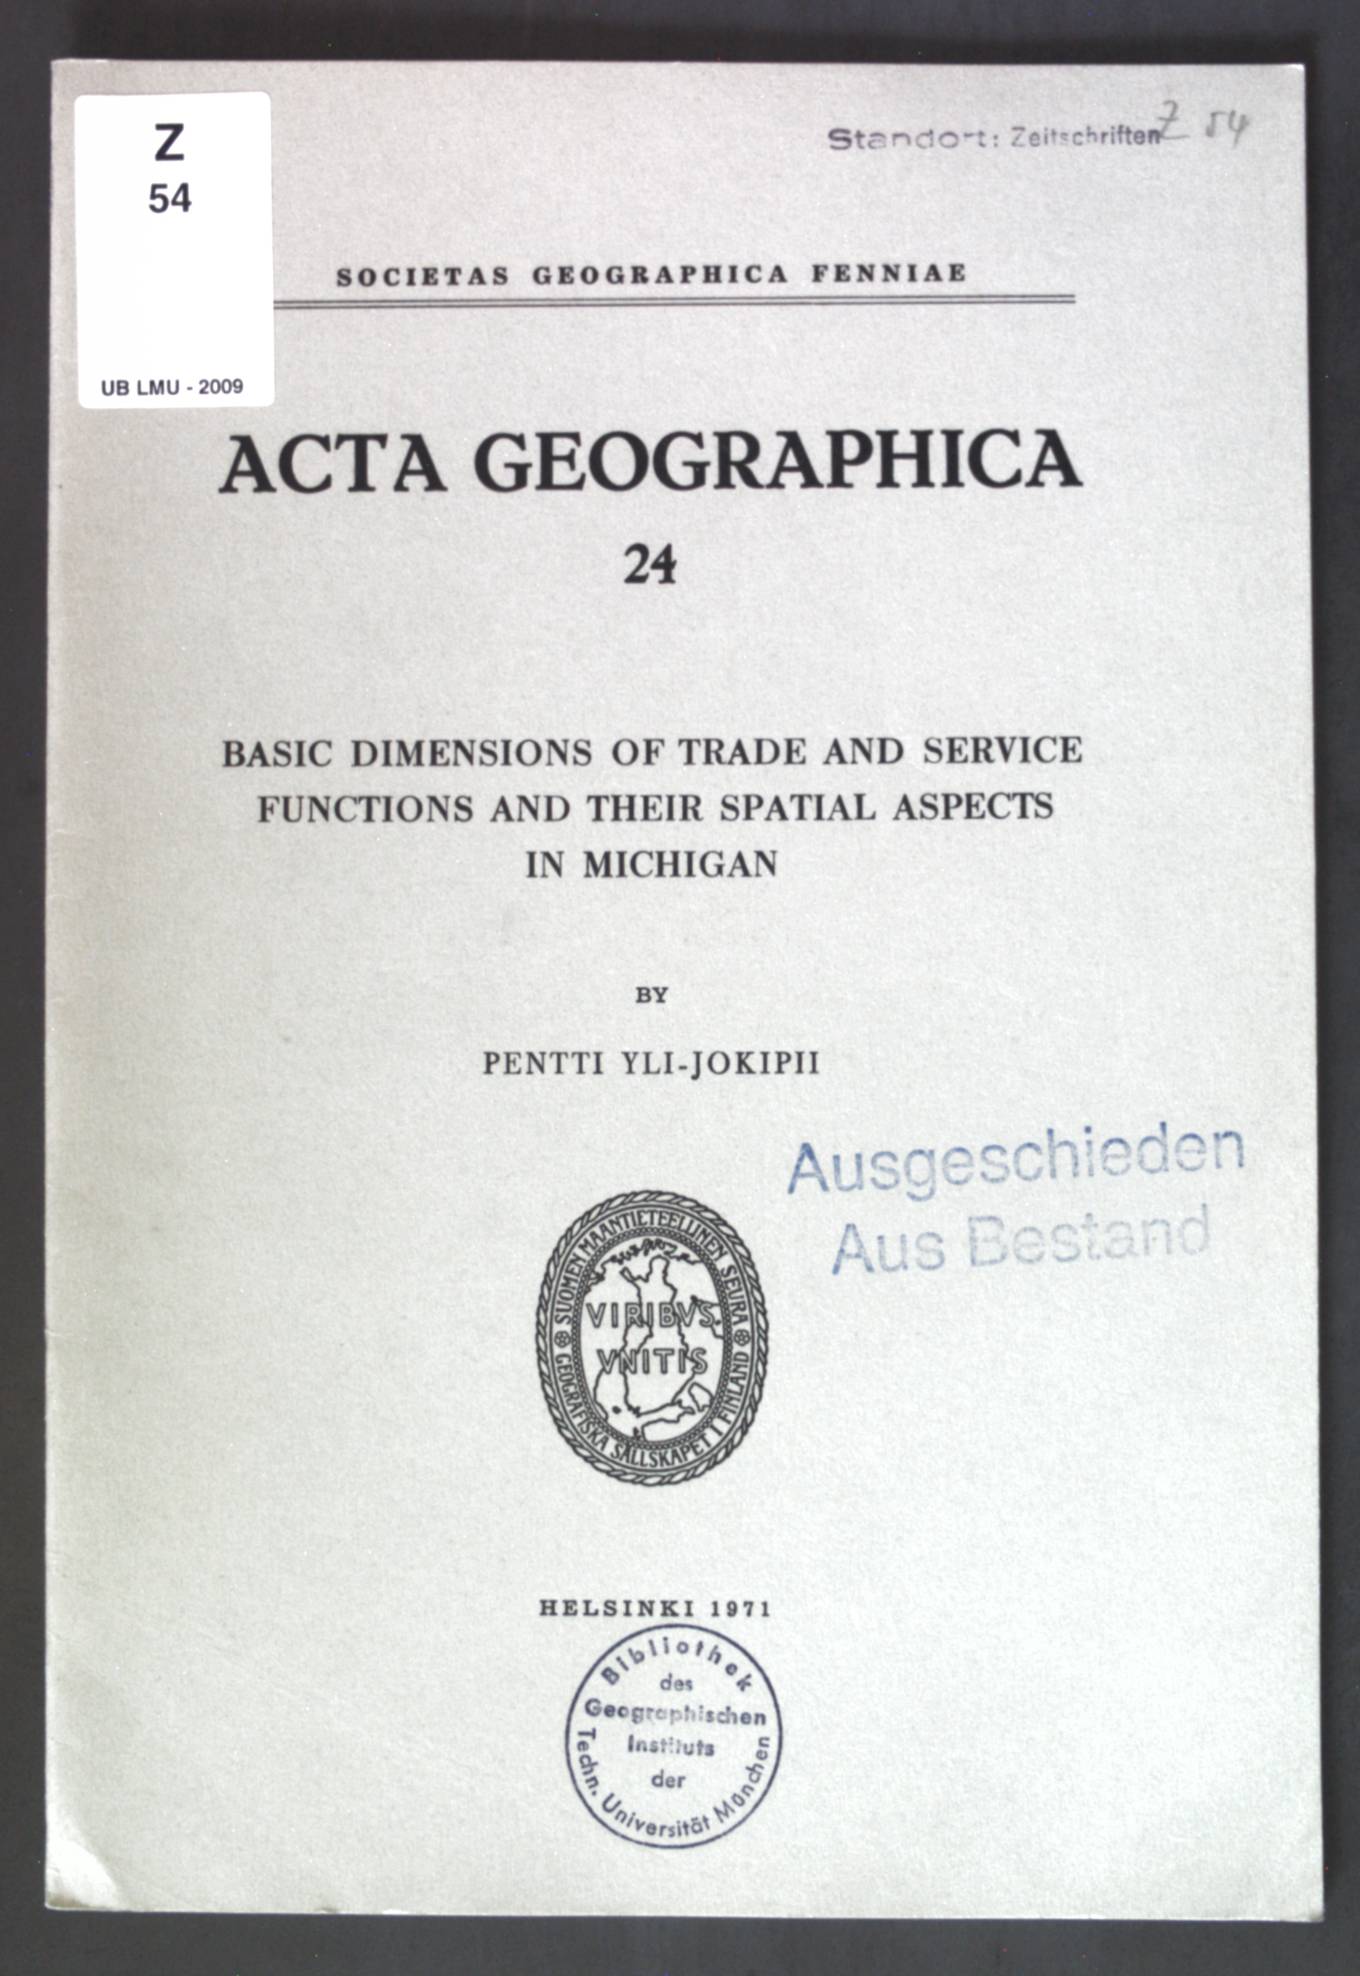 Z
54
UB LMU - 2009
Standort: Zeitschriften Z 54
SOCIETAS GEOGRAPHICA FENNIAE
ACTA GEOGRAPHICA
24
BASIC DIMENSIONS OF TRADE AND SERVICE
FUNCTIONS AND THEIR SPATIAL ASPECTS
IN MICHIGAN
BY
PENTTI YLI-JOKIPII
Ausgeschieden
Aus Bestand
SUOMEN MAANTIETEELLINEN SEURA
VIRIBVS
VNITIS
GEOGRAFISKA SÄLLSKAPET I FINLAND
HELSINKI 1971
Bibliothek
des
Geographischen
Instituts
der
Techn. Universität München